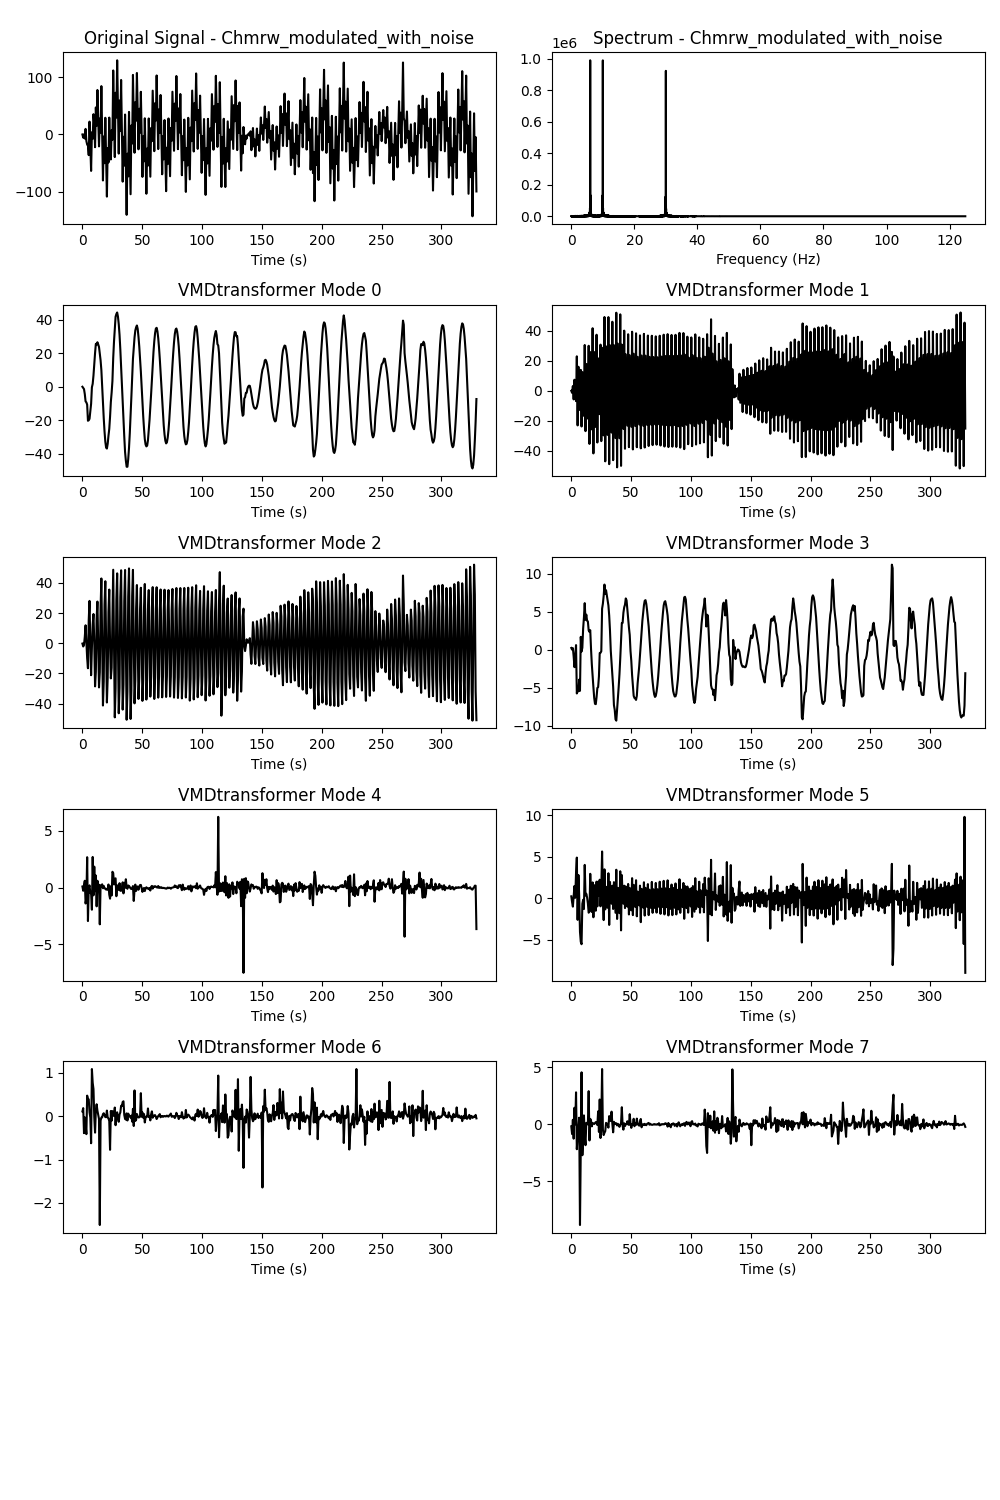 Original Signal - Chmrw_modulated_with_noise
100
0
−100
0 50 100 150 200 250 300
Time (s)
Spectrum - Chmrw_modulated_with_noise
1e6
1.0
0.8
0.6
0.4
0.2
0.0
0 20 40 60 80 100 120
Frequency (Hz)
VMDtransformer Mode 0
40
20
0
−20
−40
0 50 100 150 200 250 300
Time (s)
VMDtransformer Mode 1
40
20
0
−20
−40
0 50 100 150 200 250 300
Time (s)
VMDtransformer Mode 2
40
20
0
−20
−40
0 50 100 150 200 250 300
Time (s)
VMDtransformer Mode 3
10
5
0
−5
−10
0 50 100 150 200 250 300
Time (s)
VMDtransformer Mode 4
5
0
−5
0 50 100 150 200 250 300
Time (s)
VMDtransformer Mode 5
10
5
0
−5
0 50 100 150 200 250 300
Time (s)
VMDtransformer Mode 6
1
0
−1
−2
0 50 100 150 200 250 300
Time (s)
VMDtransformer Mode 7
5
0
−5
0 50 100 150 200 250 300
Time (s)